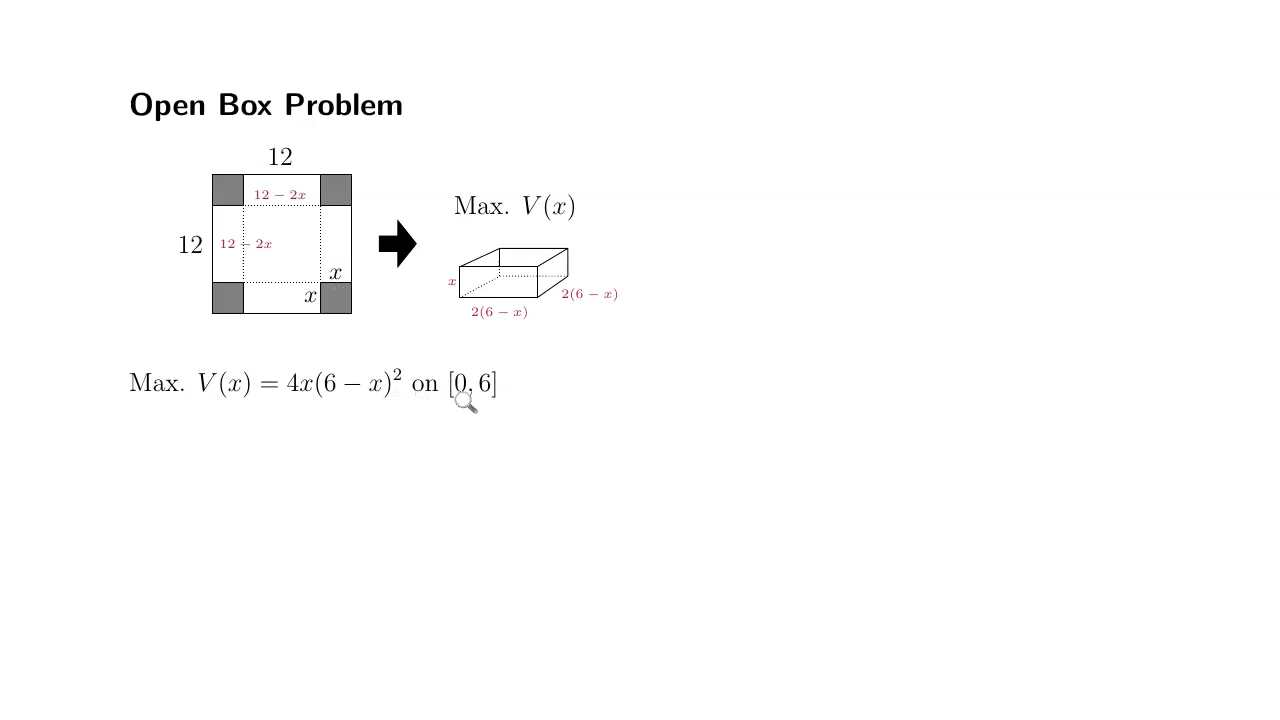 Open Box Problem
12
12 − 2x
Max. V(x)
12
12 − 2x
x
x
x
2(6 − x)
2(6 − x)
Max. V(x) = 4x(6 − x)² on [0, 6]